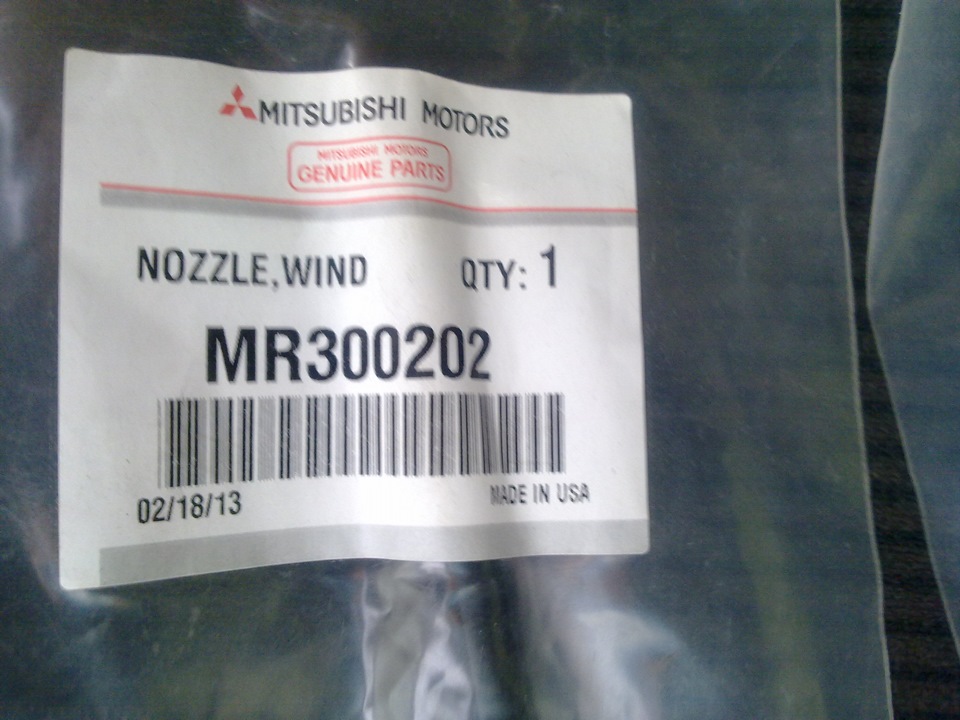 MITSUBISHI MOTORS
MITSUBISHI MOTORS
GENUINE PARTS
NOZZLE,WIND QTY: 1
MR300202
02/18/13 MADE IN USA